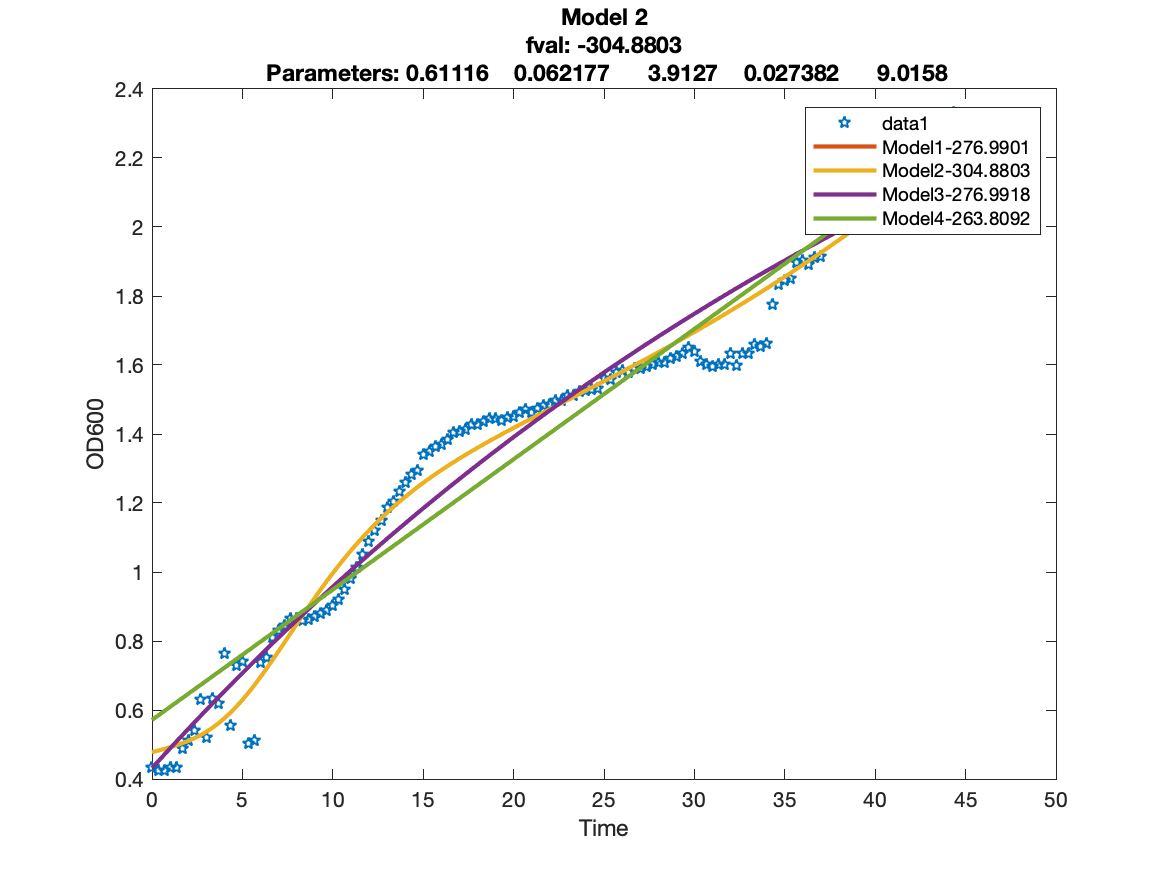 Model 2
fval: -304.8803
Parameters: 0.61116 0.062177 3.9127 0.027382 9.0158
2.4
2.2
2
1.8
1.6
1.4
1.2
1
0.8
0.6
0.4
OD600
data1
Model1-276.9901
Model2-304.8803
Model3-276.9918
Model4-263.8092
0 5 10 15 20 25 30 35 40 45 50
Time